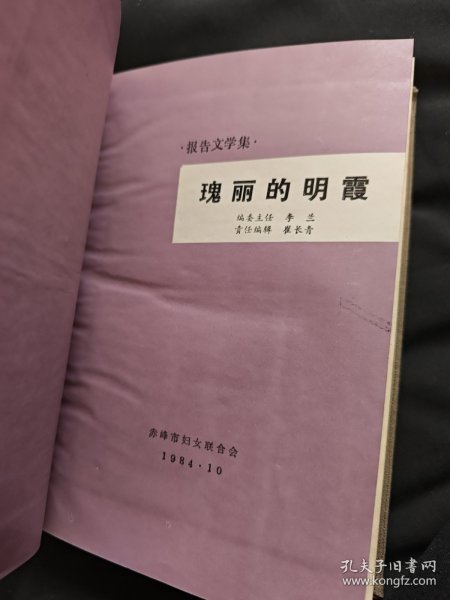 ·报告文学集·
瑰丽的明霞
编委主任 李兰
责任编辑 崔长青
赤峰市妇女联合会
1984·10
孔夫子旧书网
www.kongfz.com